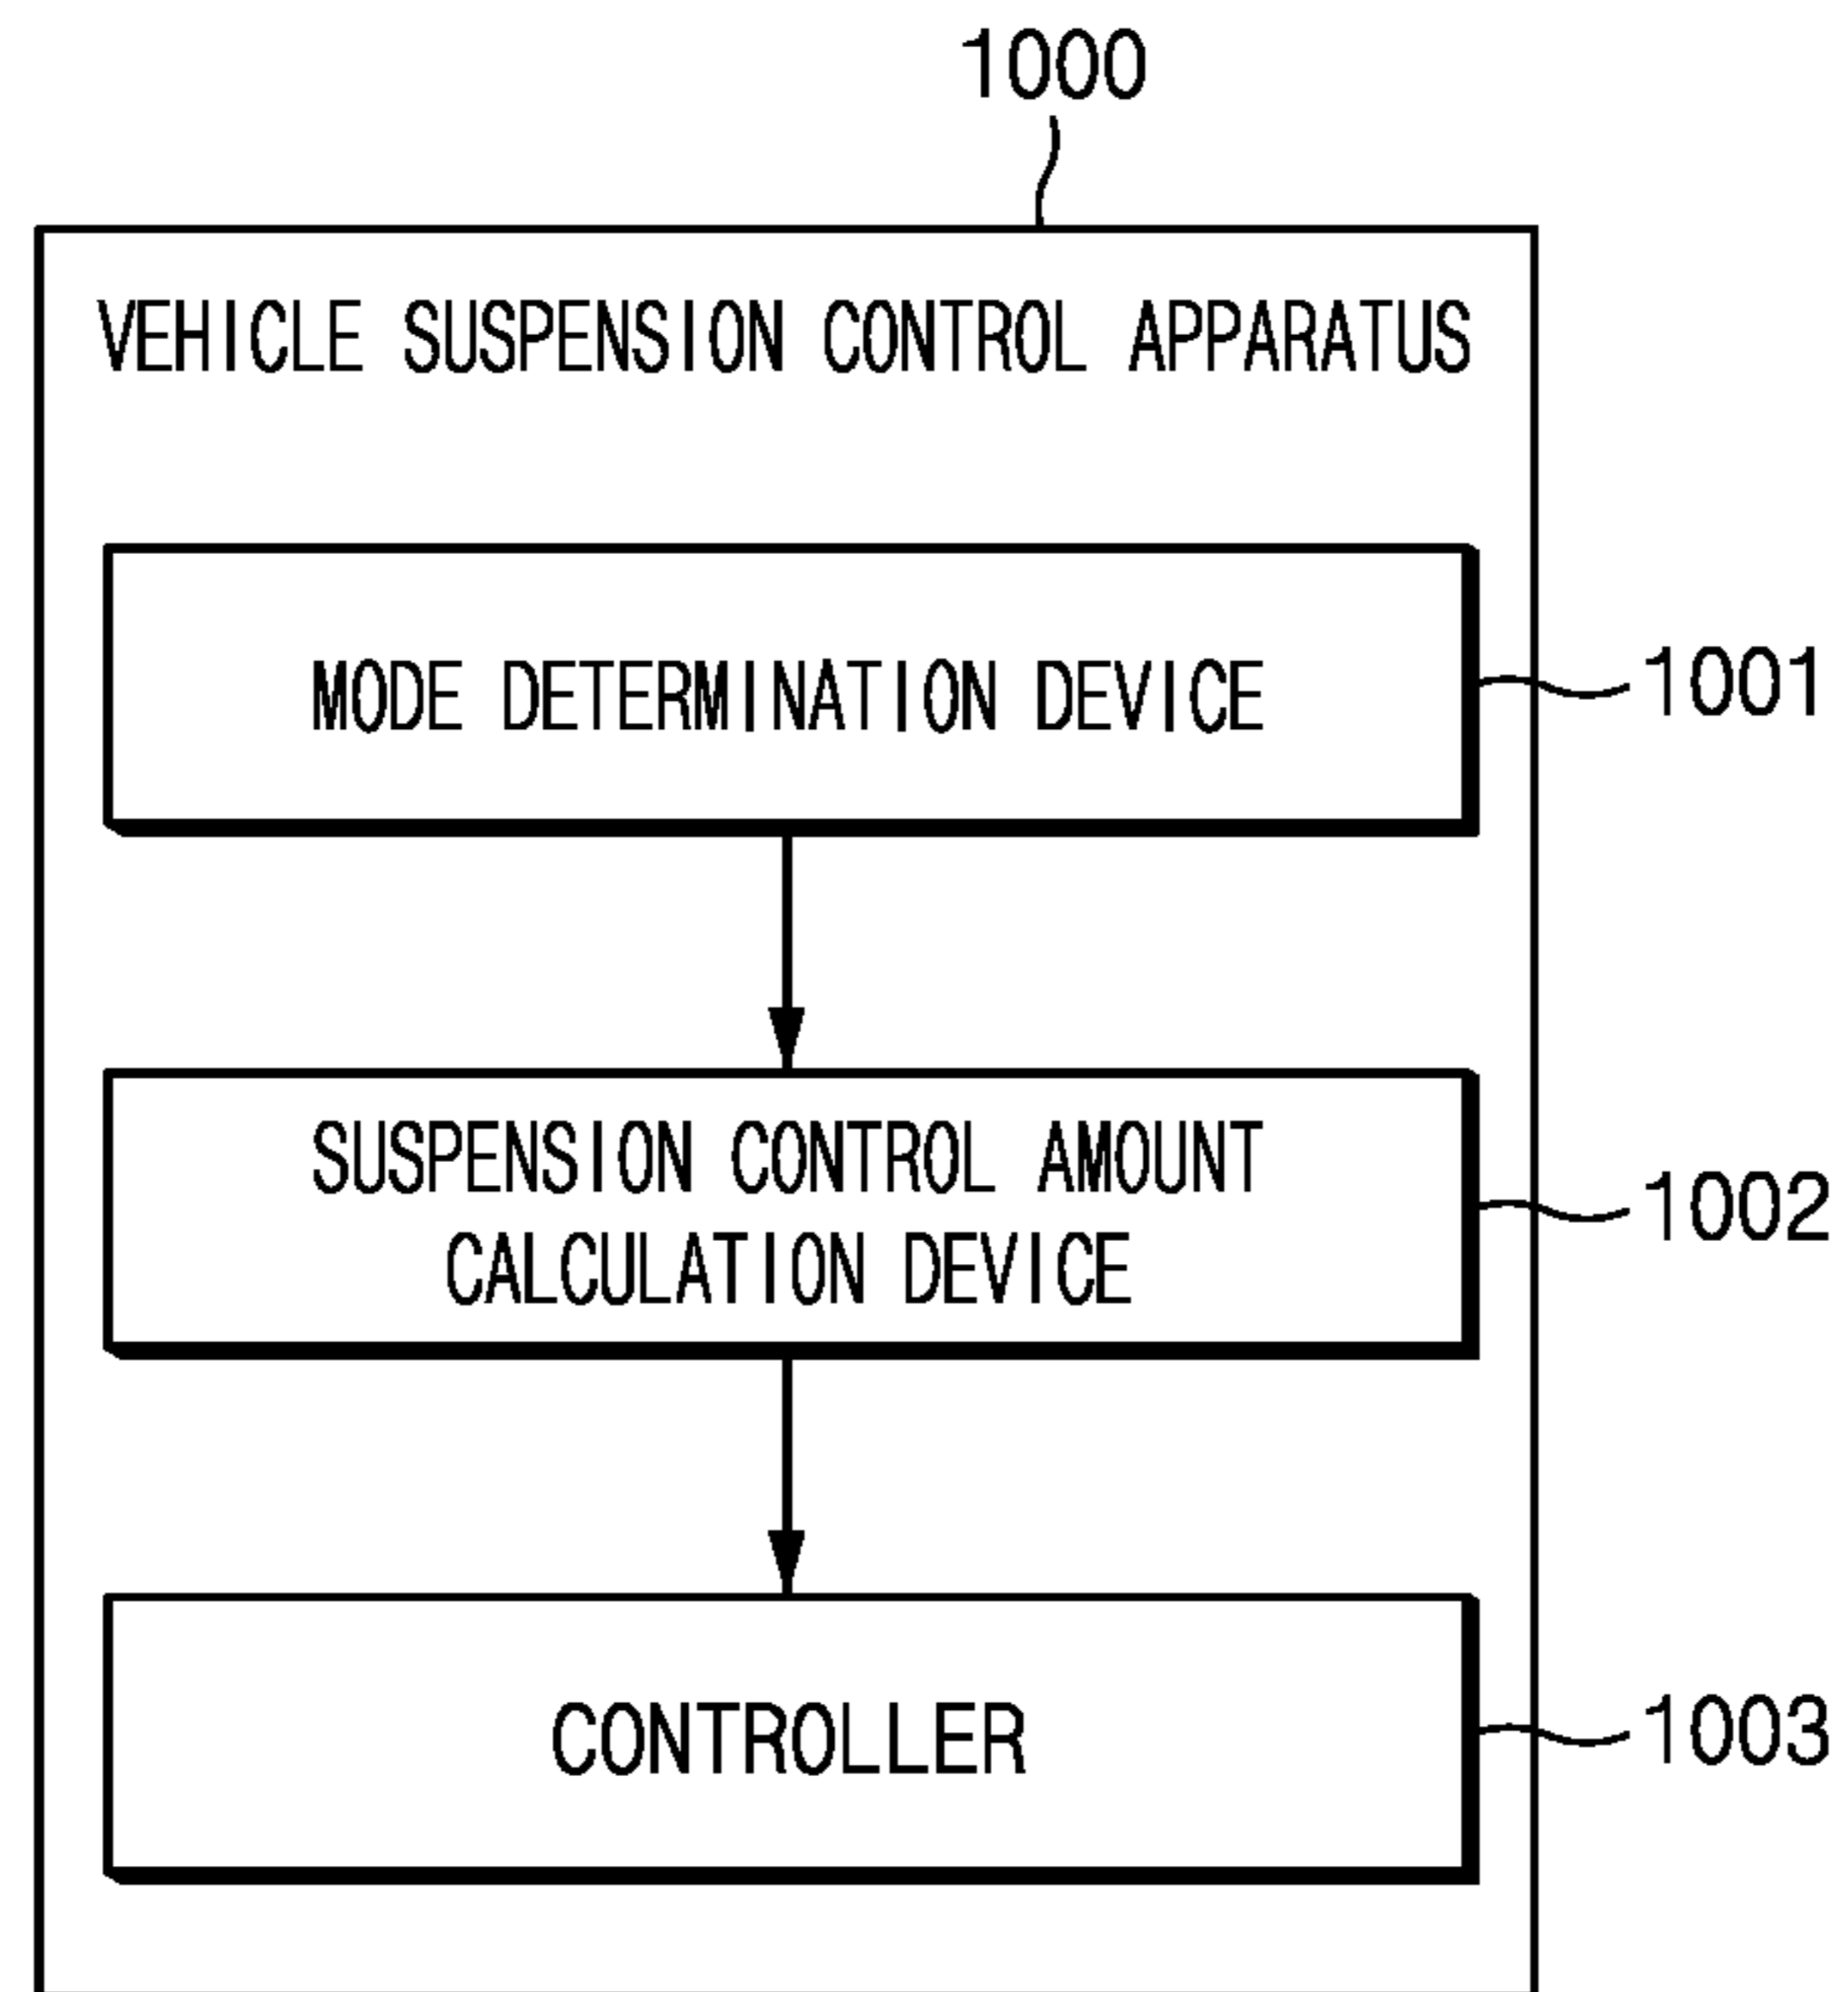 1000
VEHICLE SUSPENSION CONTROL APPARATUS
MODE DETERMINATION DEVICE
1001
SUSPENSION CONTROL AMOUNT
CALCULATION DEVICE
1002
CONTROLLER
1003